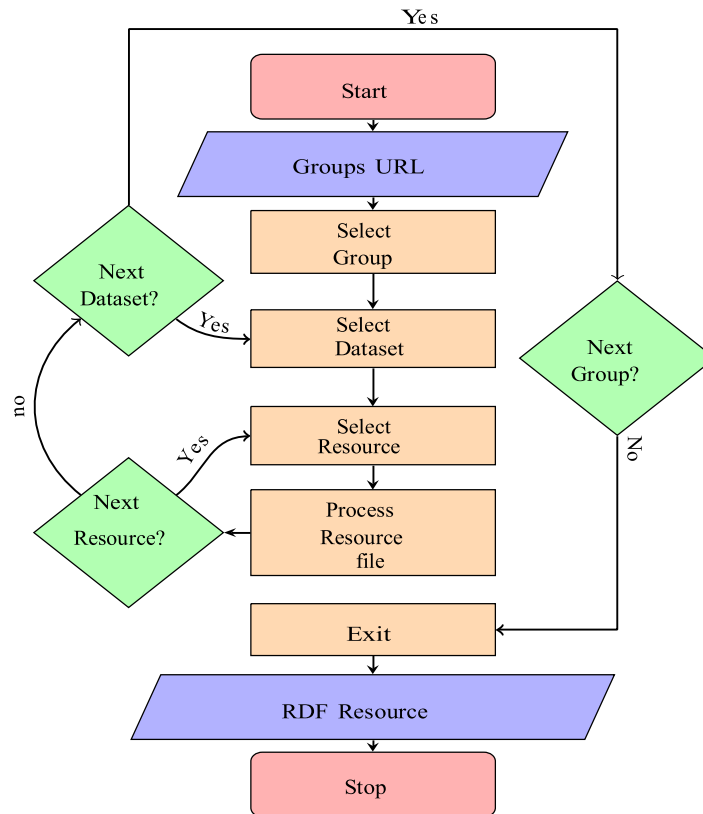 Yes
Start
Groups URL
Select
Group
Next
Dataset?
Yes
Select
Dataset
Next
Group?
no
Yes
Select
Resource
No
Next
Resource?
Process
Resource
file
Exit
RDF Resource
Stop